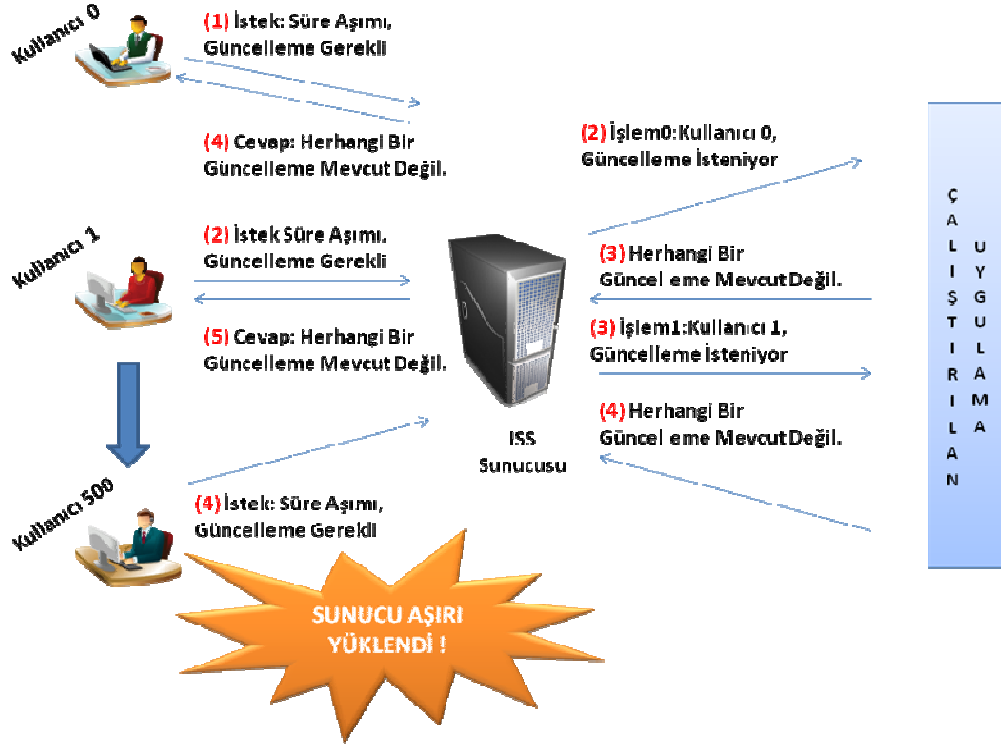 Kullanıcı 0
(1) İstek: Süre Aşımı,
Güncelleme Gerekli
(4) Cevap: Herhangi Bir
Güncelleme Mevcut Değil.
(2) İşlem0:Kullanıcı 0,
Güncelleme İsteniyor
Kullanıcı 1
(2) İstek Süre Aşımı,
Güncelleme Gerekli
(5) Cevap: Herhangi Bir
Güncelleme Mevcut Değil.
(3) Herhangi Bir
Güncel eme Mevcut Değil.
(3) İşlem1:Kullanıcı 1,
Güncelleme İsteniyor
(4) Herhangi Bir
Güncel eme Mevcut Değil.
ISS
Sunucusu
Kullanıcı 500
(4) İstek: Süre Aşımı,
Güncelleme Gerekli
SUNUCU AŞIRI
YÜKLENDİ !
ÇALIŞTIRILAN
UYGULAMA